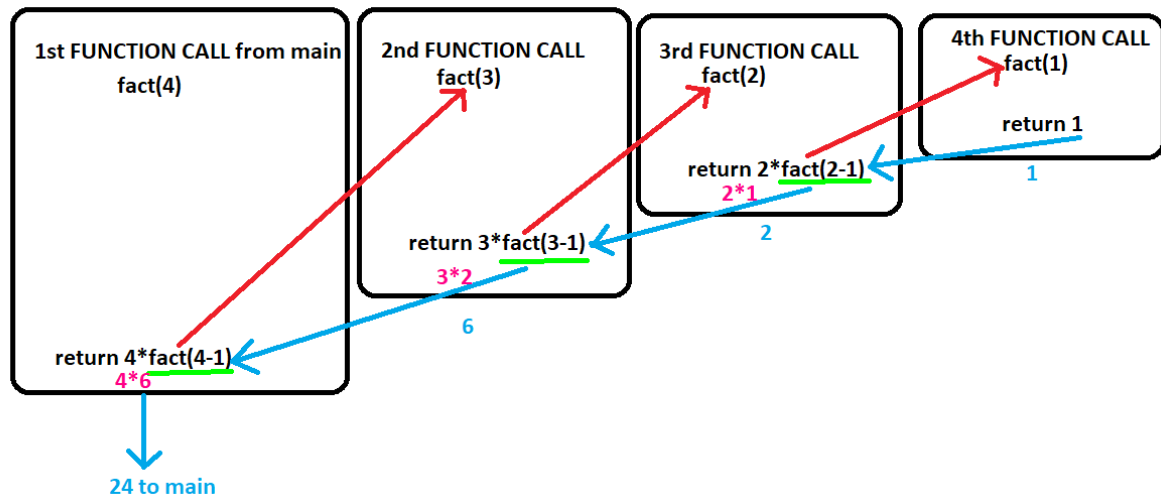 1st FUNCTION CALL from main
fact(4)
return 4*fact(4-1)
4*6
24 to main
2nd FUNCTION CALL
fact(3)
return 3*fact(3-1)
3*2
6
3rd FUNCTION CALL
fact(2)
return 2*fact(2-1)
2*1
2
4th FUNCTION CALL
fact(1)
return 1
1